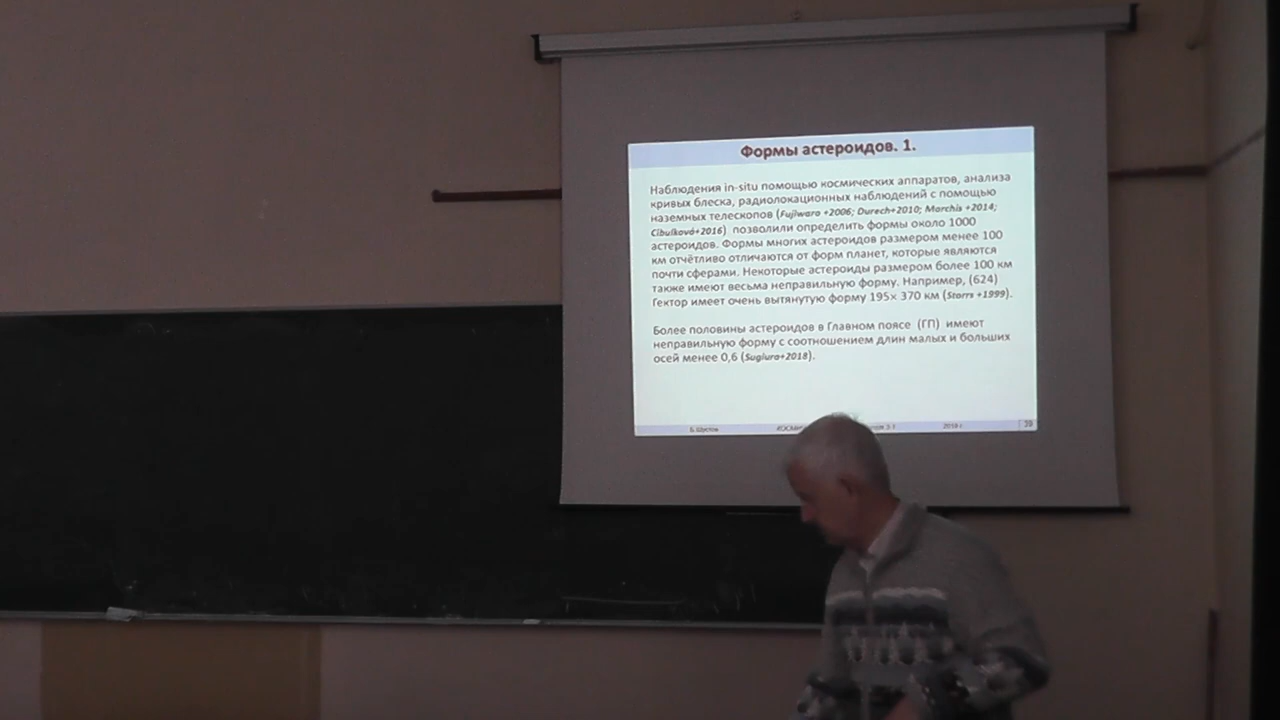 Формы астероидов. 1.
Наблюдения in-situ помощью космических аппаратов, анализа
кривых блеска, радиолокационных наблюдений с помощью
наземных телескопов (Fujiwara +2006; Durech+2010; Marchis +2014;
Cibulková+2016) позволили определить формы около 1000
астероидов. Формы многих астероидов размером менее 100
км отчётливо отличаются от форм планет, которые являются
почти сферами. Некоторые астероиды размером более 100 км
также имеют весьма неправильную форму. Например, (624)
Гектор имеет очень вытянутую форму 195× 370 км (Storrs +1999).
Более половины астероидов в Главном поясе (ГП) имеют
неправильную форму с соотношением длин малых и больших
осей менее 0,6 (Sugiura+2018).
Б.Шустов 2018 г.